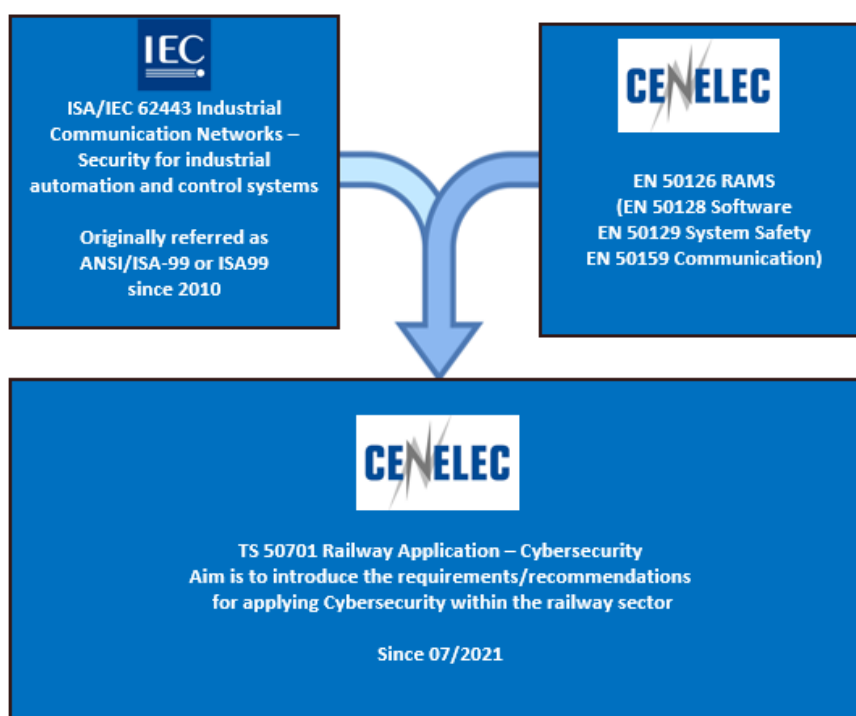 IEC
ISA/IEC 62443 Industrial
Communication Networks –
Security for industrial
automation and control systems
Originally referred as
ANSI/ISA-99 or ISA99
since 2010
CENELEC
EN 50126 RAMS
(EN 50128 Software
EN 50129 System Safety
EN 50159 Communication)
CENELEC
TS 50701 Railway Application – Cybersecurity
Aim is to introduce the requirements/recommendations
for applying Cybersecurity within the railway sector
Since 07/2021